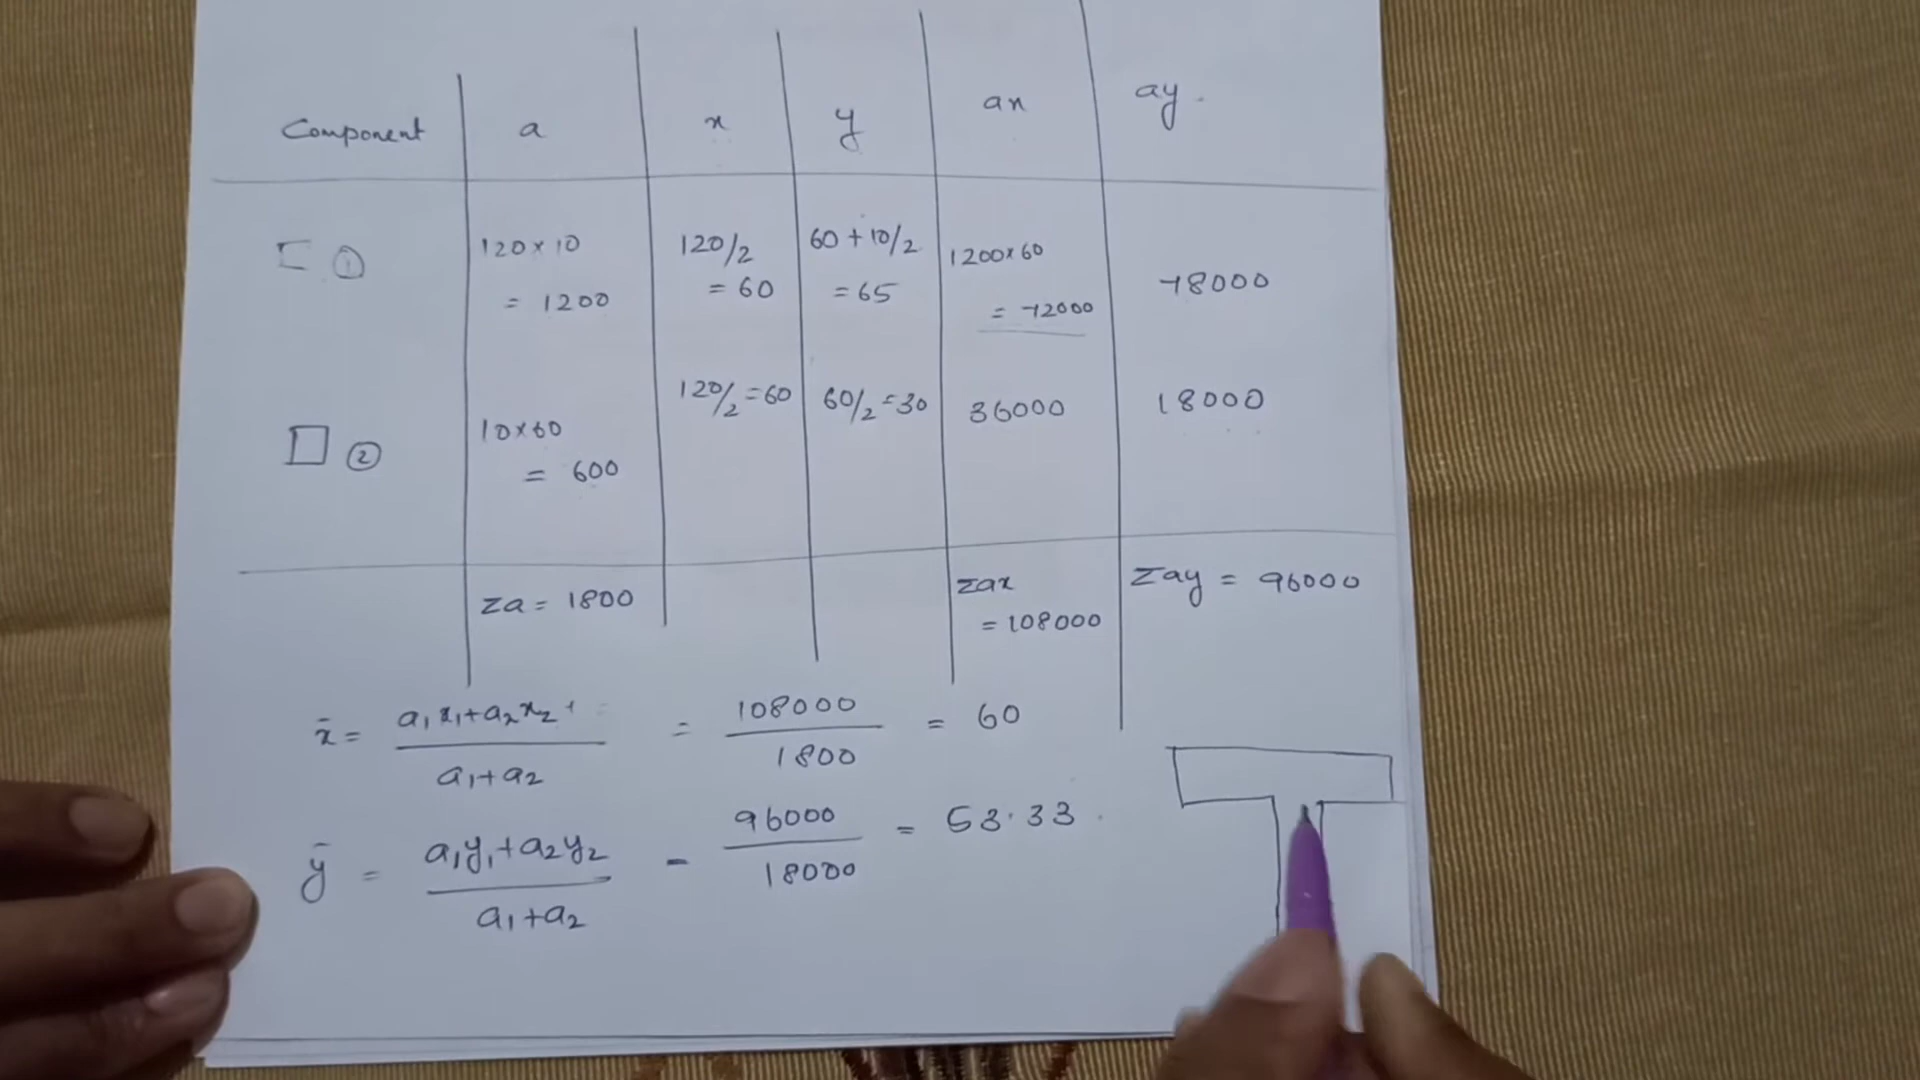 Component a x y ax ay
① 120×10 = 1200 120/2 = 60 60+10/2 = 65 1200×60 = 72000 78000
② 10×60 = 600 120/2=60 60/2=30 36000 18000
Σa = 1800 Σax = 108000 Σay = 96000
x̄ = a₁x₁+a₂x₂+ / a₁+a₂ = 108000 / 1800 = 60
ȳ = a₁y₁+a₂y₂ / a₁+a₂ = 96000 / 18000 = 53.33